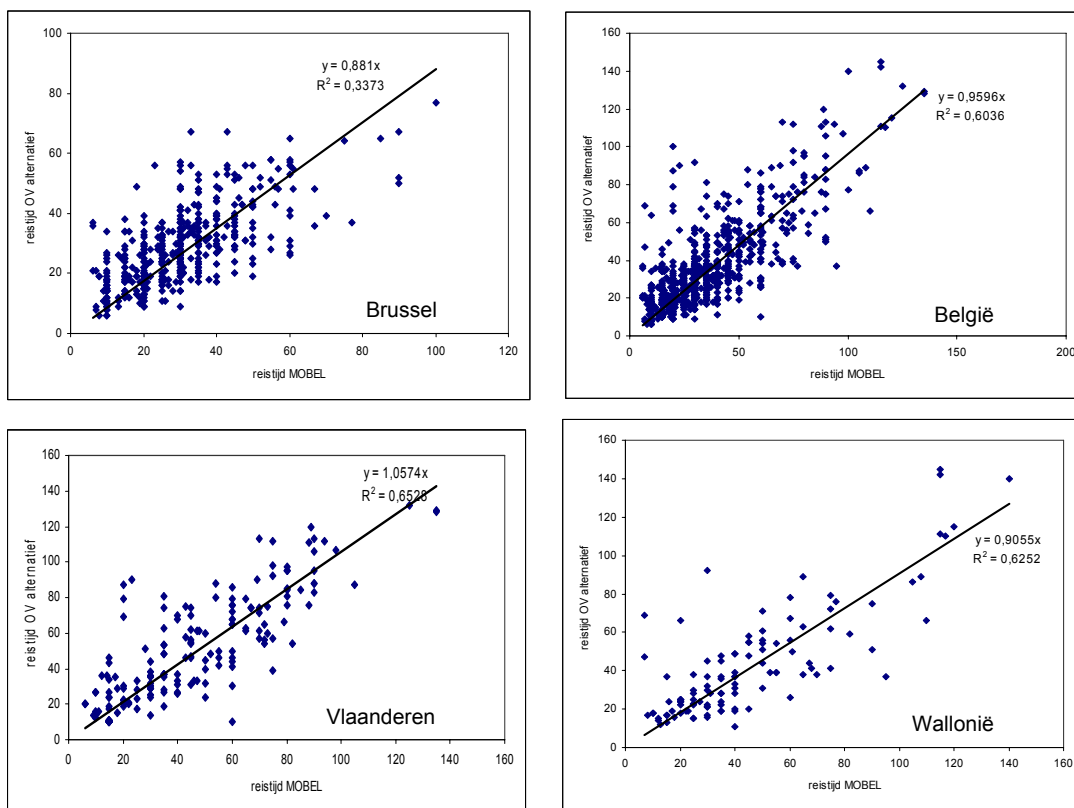 100
80
60
40
20
0
reistijd OV alternatief
y = 0,881x
R² = 0,3373
Brussel
0 20 40 60 80 100 120
reistijd MOBEL
160
140
120
100
80
60
40
20
0
reistijd OV alternatief
y = 0,9596x
R² = 0,6036
België
0 50 100 150 200
reistijd MOBEL
160
140
120
100
80
60
40
20
0
reistijd OV alternatief
y = 1,0574x
R² = 0,6528
Vlaanderen
0 20 40 60 80 100 120 140 160
reistijd MOBEL
160
140
120
100
80
60
40
20
0
reistijd OV alternatief
y = 0,9055x
R² = 0,6252
Wallonië
0 20 40 60 80 100 120 140 160
reistijd MOBEL